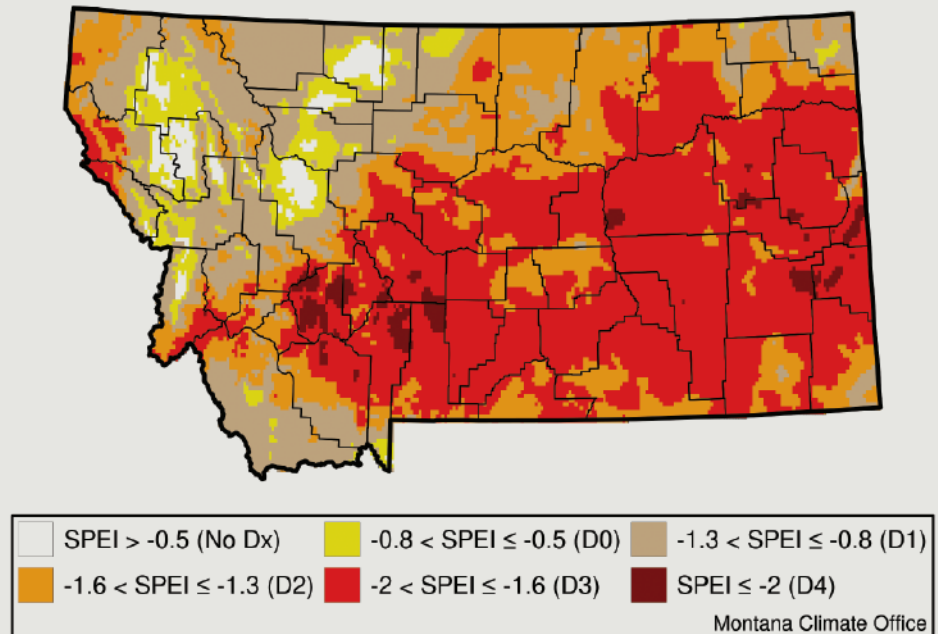 SPEI > -0.5 (No Dx) -0.8 < SPEI ≤ -0.5 (D0) -1.3 < SPEI ≤ -0.8 (D1)
-1.6 < SPEI ≤ -1.3 (D2) -2 < SPEI ≤ -1.6 (D3) SPEI ≤ -2 (D4)
Montana Climate Office